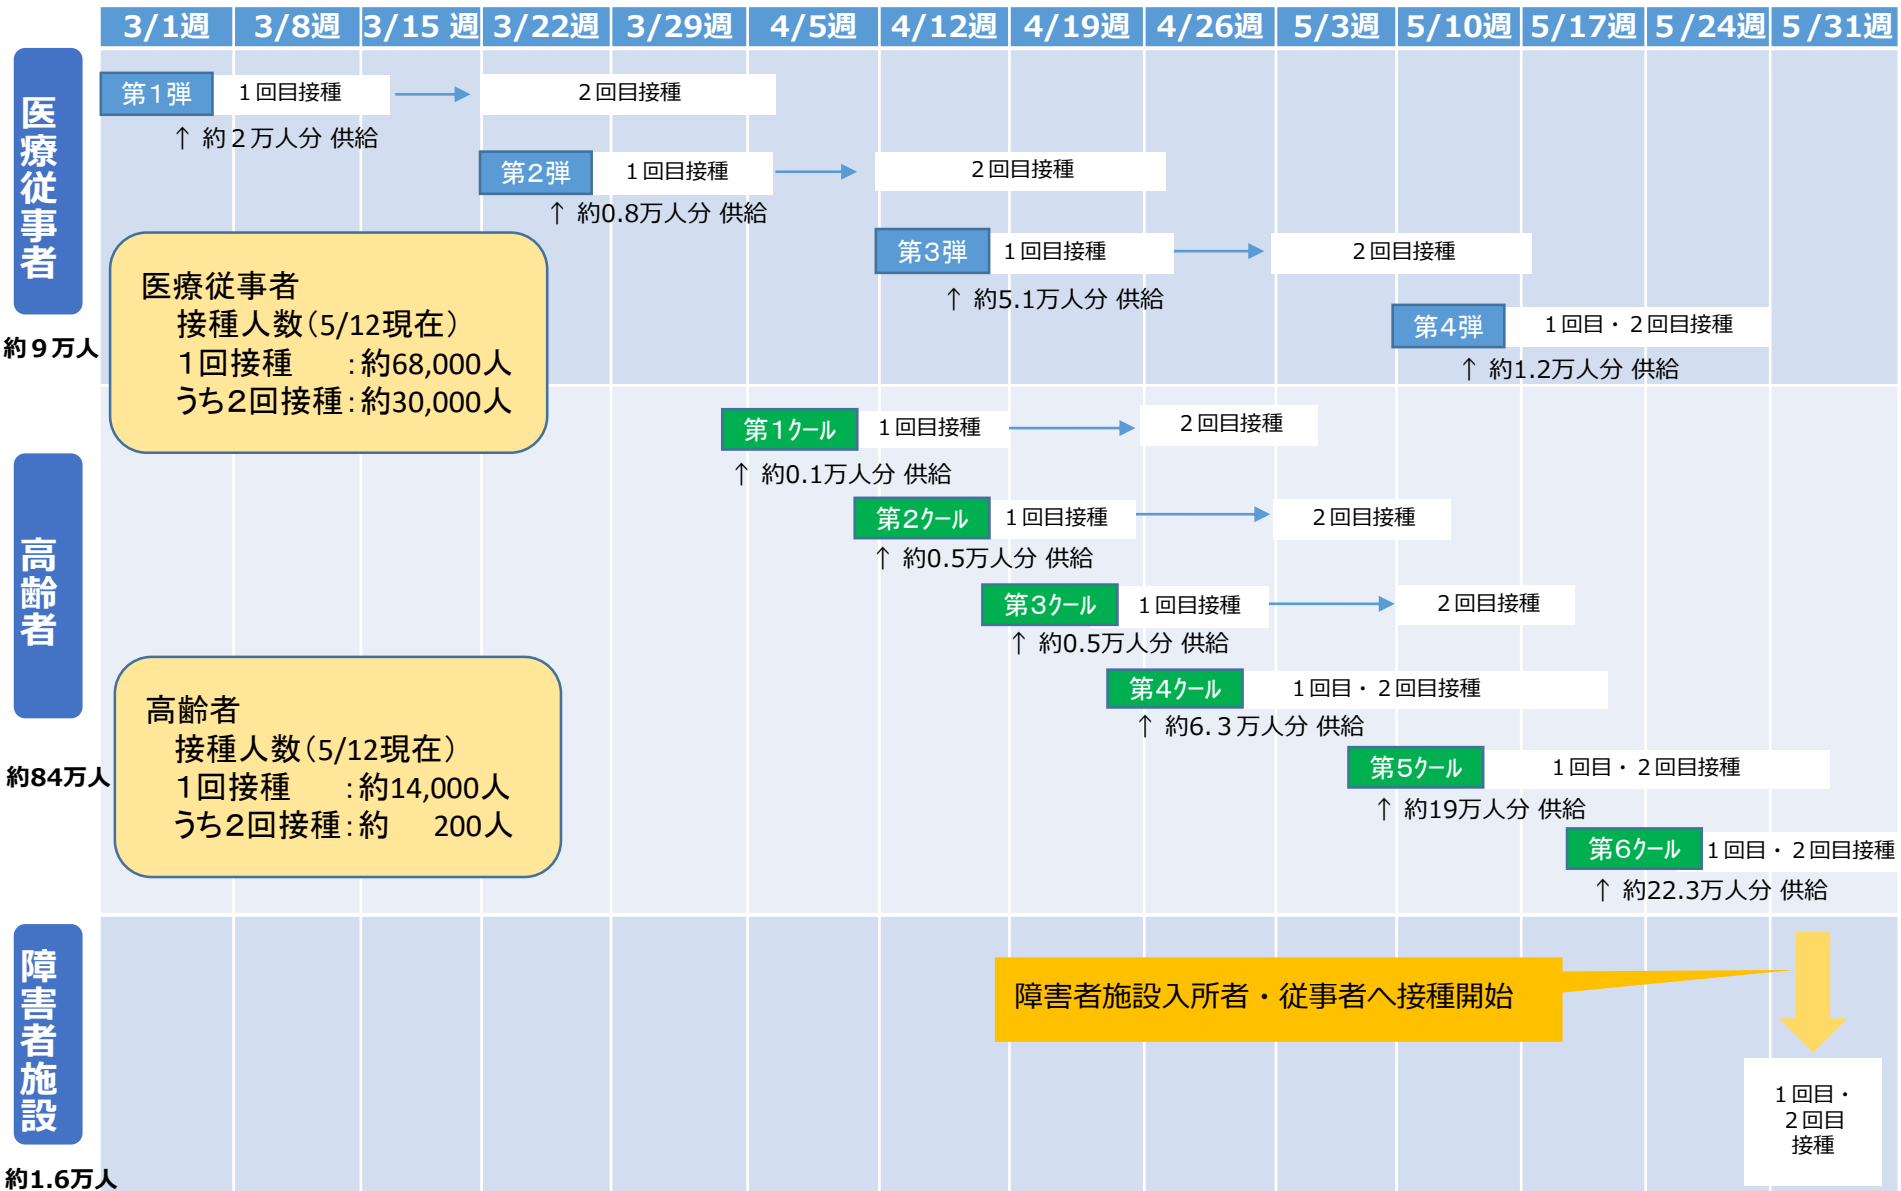 3/1週 3/8週 3/15 週 3/22週 3/29週 4/5週 4/12週 4/19週 4/26週 5/3週 5/10週 5/17週 5/24週 5/31週
医療従事者
約9万人
第1弾 1回目接種 2回目接種
↑ 約2万人分 供給
第2弾 1回目接種 2回目接種
↑ 約0.8万人分 供給
第3弾 1回目接種 2回目接種
↑ 約5.1万人分 供給
第4弾 1回目・2回目接種
↑ 約1.2万人分 供給
医療従事者
接種人数(5/12現在)
1回接種 :約68,000人
うち2回接種:約30,000人
高齢者
約84万人
第1クール 1回目接種 2回目接種
↑ 約0.1万人分 供給
第2クール 1回目接種 2回目接種
↑ 約0.5万人分 供給
第3クール 1回目接種 2回目接種
↑ 約0.5万人分 供給
第4クール 1回目・2回目接種
↑ 約6.3万人分 供給
第5クール 1回目・2回目接種
↑ 約19万人分 供給
第6クール 1回目・2回目接種
↑ 約22.3万人分 供給
高齢者
接種人数(5/12現在)
1回接種 :約14,000人
うち2回接種:約 200人
障害者施設
約1.6万人
障害者施設入所者・従事者へ接種開始
1回目・
2回目
接種